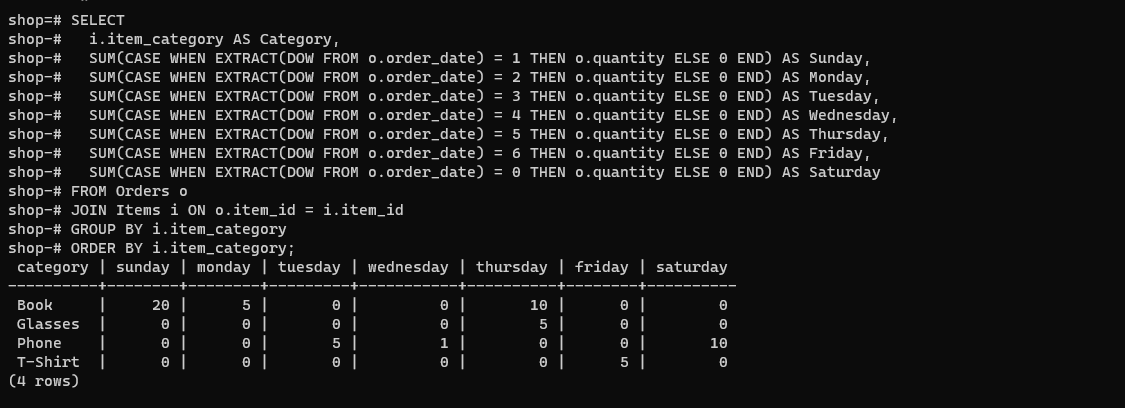 shop=# SELECT
shop-#   i.item_category AS Category,
shop-#   SUM(CASE WHEN EXTRACT(DOW FROM o.order_date) = 1 THEN o.quantity ELSE 0 END) AS Sunday,
shop-#   SUM(CASE WHEN EXTRACT(DOW FROM o.order_date) = 2 THEN o.quantity ELSE 0 END) AS Monday,
shop-#   SUM(CASE WHEN EXTRACT(DOW FROM o.order_date) = 3 THEN o.quantity ELSE 0 END) AS Tuesday,
shop-#   SUM(CASE WHEN EXTRACT(DOW FROM o.order_date) = 4 THEN o.quantity ELSE 0 END) AS Wednesday,
shop-#   SUM(CASE WHEN EXTRACT(DOW FROM o.order_date) = 5 THEN o.quantity ELSE 0 END) AS Thursday,
shop-#   SUM(CASE WHEN EXTRACT(DOW FROM o.order_date) = 6 THEN o.quantity ELSE 0 END) AS Friday,
shop-#   SUM(CASE WHEN EXTRACT(DOW FROM o.order_date) = 0 THEN o.quantity ELSE 0 END) AS Saturday
shop-# FROM Orders o
shop-# JOIN Items i ON o.item_id = i.item_id
shop-# GROUP BY i.item_category
shop-# ORDER BY i.item_category;
 category | sunday | monday | tuesday | wednesday | thursday | friday | saturday
----------+--------+--------+---------+-----------+----------+--------+----------
 Book     |     20 |      5 |       0 |         0 |       10 |      0 |        0
 Glasses  |      0 |      0 |       0 |         0 |        5 |      0 |        0
 Phone    |      0 |      0 |       5 |         1 |        0 |      0 |       10
 T-Shirt  |      0 |      0 |       0 |         0 |        0 |      5 |        0
(4 rows)